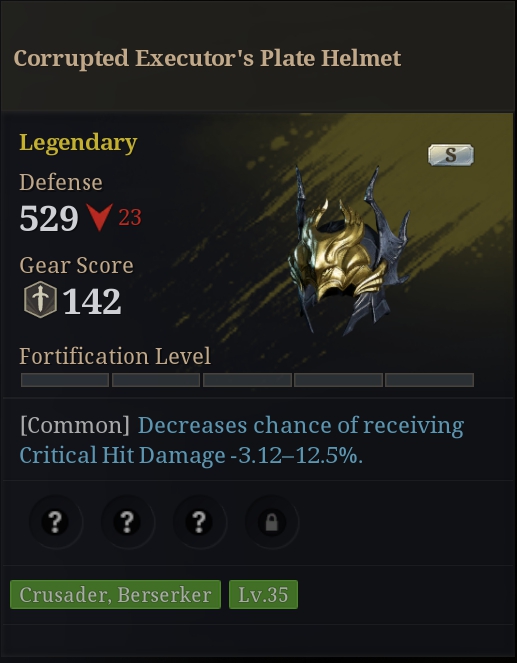 Corrupted Executor's Plate Helmet
Legendary
S
Defense
529 23
Gear Score
142
Fortification Level
[Common] Decreases chance of receiving
Critical Hit Damage -3.12–12.5%.
? ? ?
Crusader, Berserker Lv.35